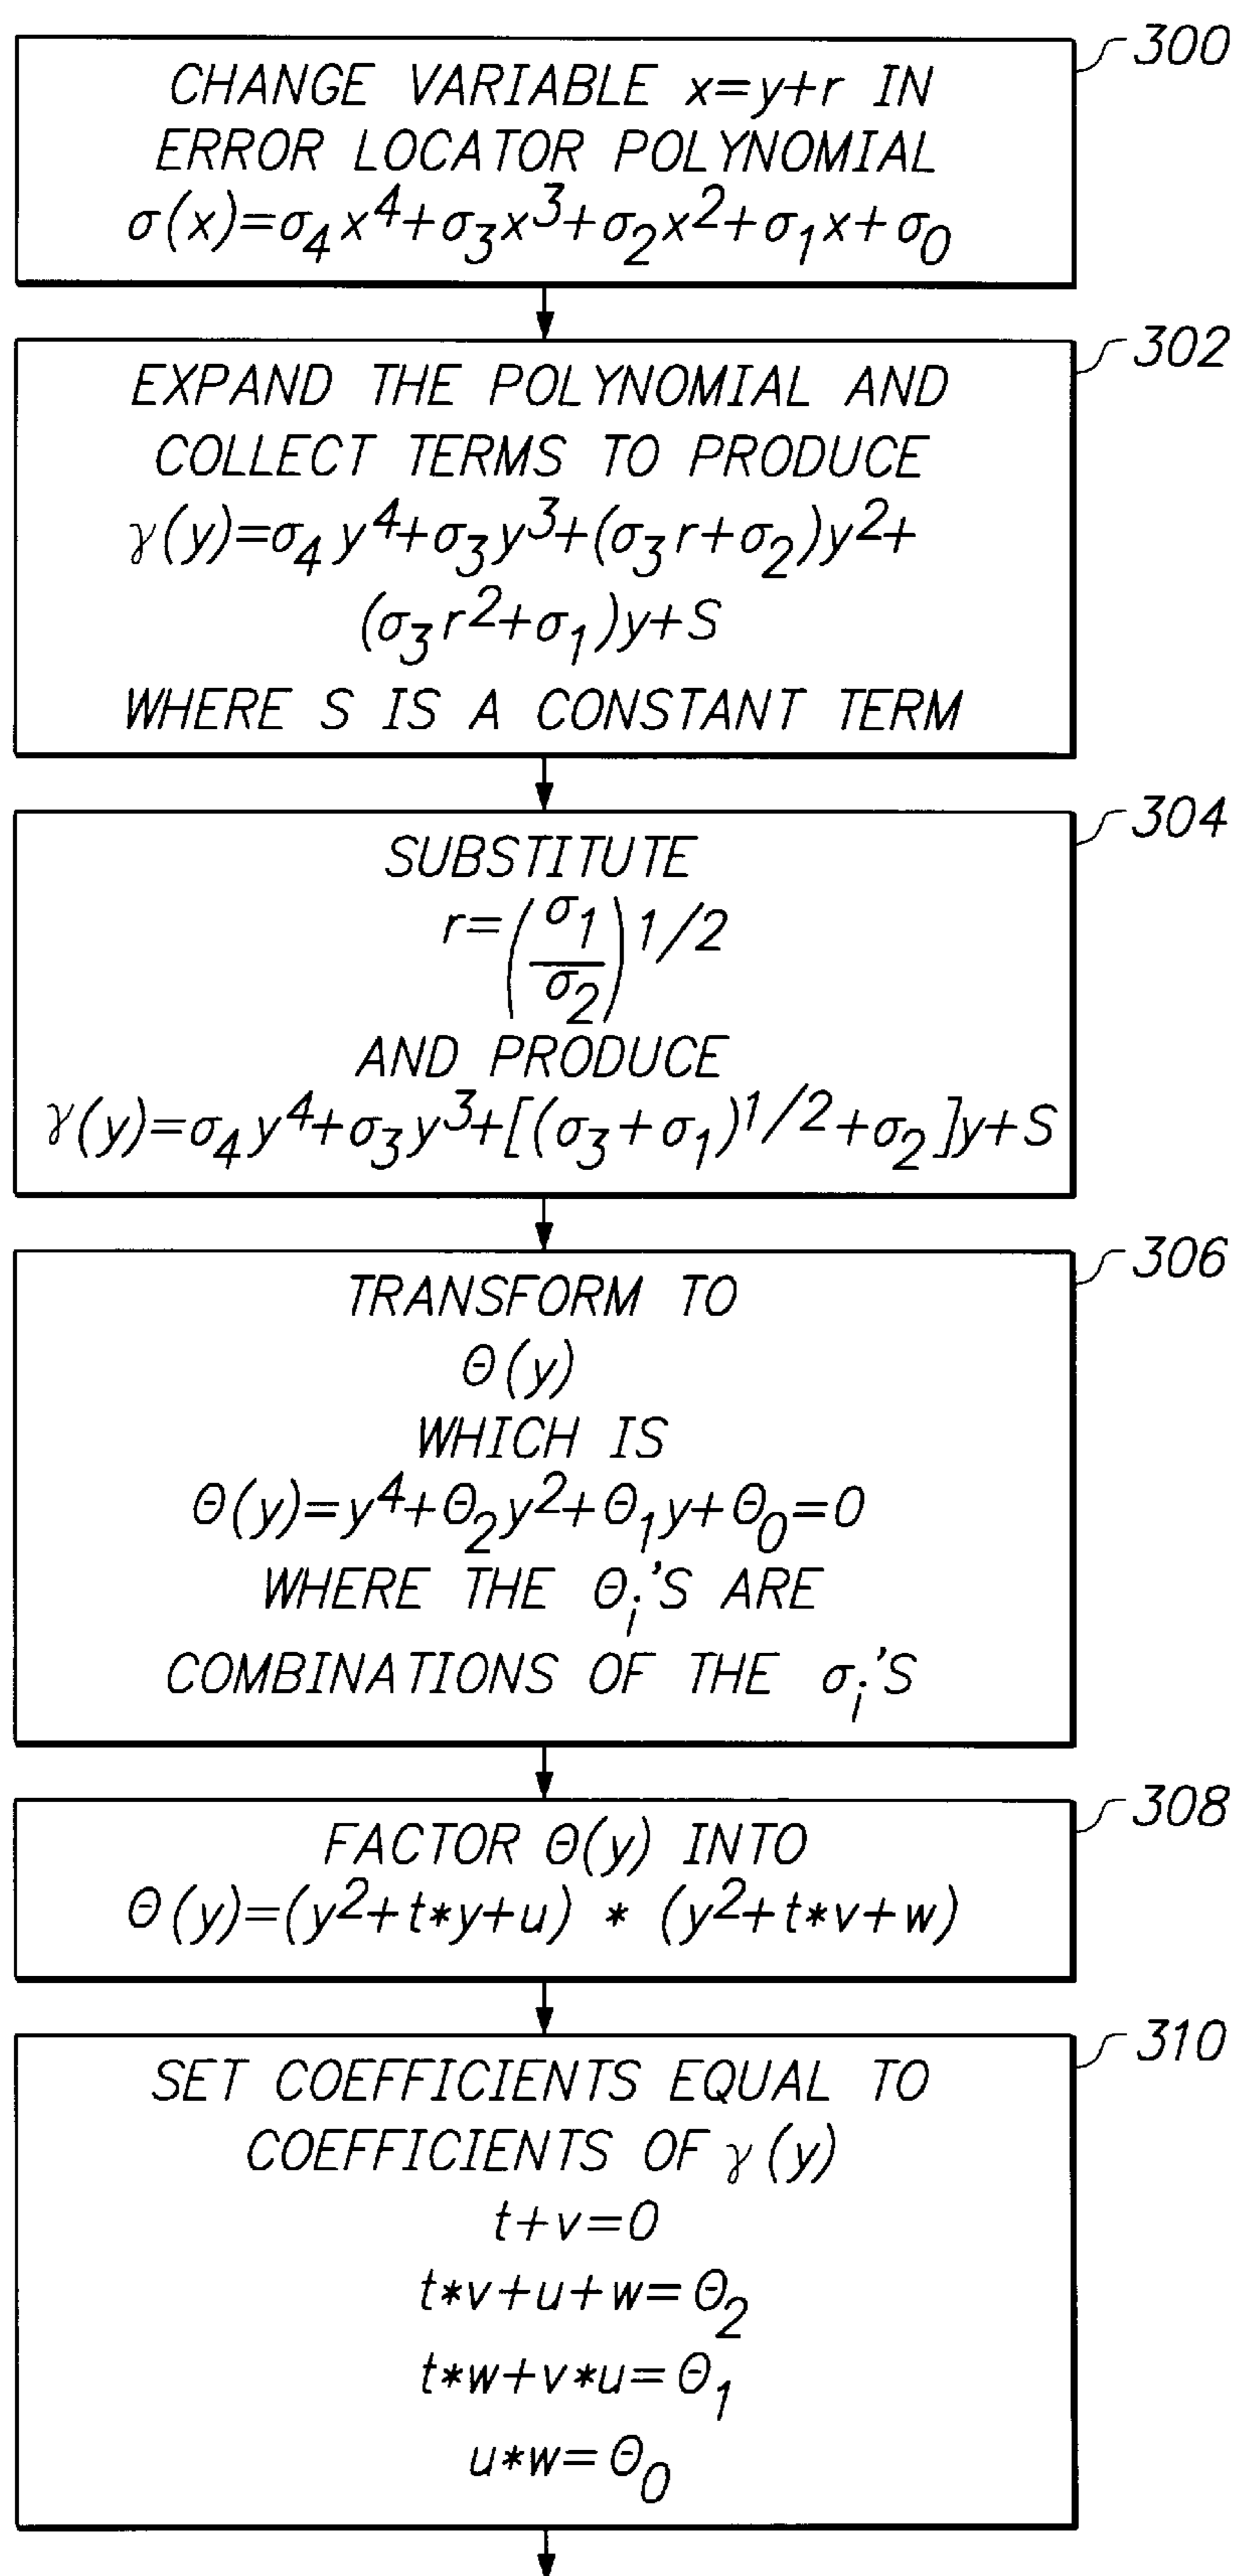 300
CHANGE VARIABLE x=y+r IN
ERROR LOCATOR POLYNOMIAL
σ(x)=σ₄x⁴+σ₃x³+σ₂x²+σ₁x+σ₀
302
EXPAND THE POLYNOMIAL AND
COLLECT TERMS TO PRODUCE
γ(y)=σ₄y⁴+σ₃y³+(σ₃r+σ₂)y²+
(σ₃r²+σ₁)y+S
WHERE S IS A CONSTANT TERM
304
SUBSTITUTE
r=(σ₁/σ₂)1/2
AND PRODUCE
γ(y)=σ₄y⁴+σ₃y³+[(σ₃+σ₁)^1/2+σ₂]y+S
306
TRANSFORM TO
Θ(y)
WHICH IS
Θ(y)=y⁴+Θ₂y²+Θ₁y+Θ₀=0
WHERE THE Θᵢ'S ARE
COMBINATIONS OF THE σᵢ'S
308
FACTOR Θ(y) INTO
Θ(y)=(y²+t*y+u) * (y²+t*v+w)
310
SET COEFFICIENTS EQUAL TO
COEFFICIENTS OF γ(y)
t+v=0
t*v+u+w=Θ₂
t*w+v*u=Θ₁
u*w=Θ₀